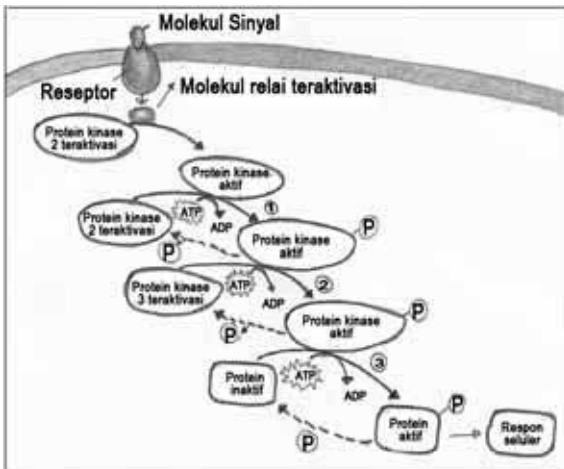 Molekul Sinyal
Reseptor
Molekul relai teraktivasi
Protein kinase
2 teraktivasi
Protein kinase
aktif
①
ATP
ADP
P
Protein kinase
2 teraktivasi
P
Protein kinase
aktif
②
ATP
ADP
P
Protein kinase
3 teraktivasi
P
Protein kinase
aktif
③
ATP
ADP
P
Protein
inaktif
P
Protein
aktif
Respon
seluler